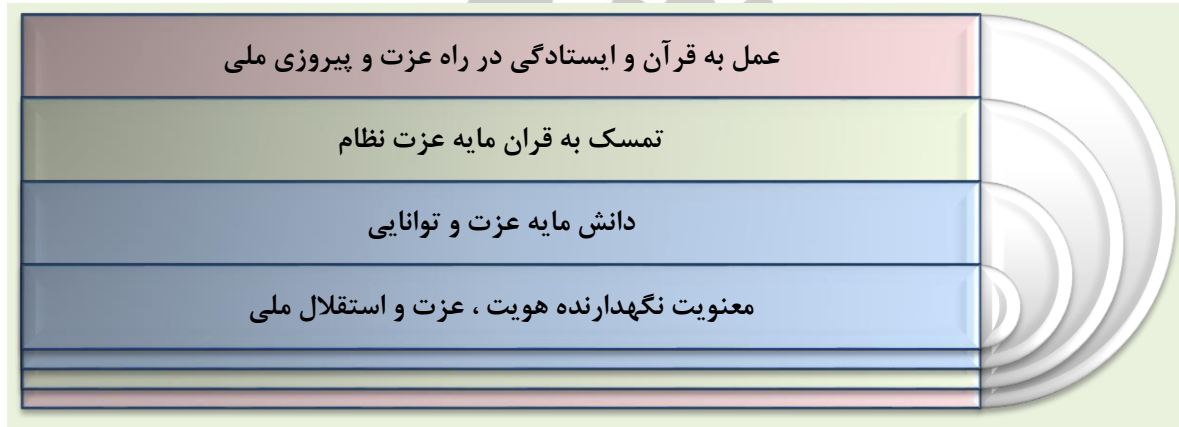 عمل به قرآن و ایستادگی در راه عزت و پیروزی ملی
تمسک به قران مایه عزت نظام
دانش مایه عزت و توانایی
معنویت نگهدارنده هویت ، عزت و استقلال ملی